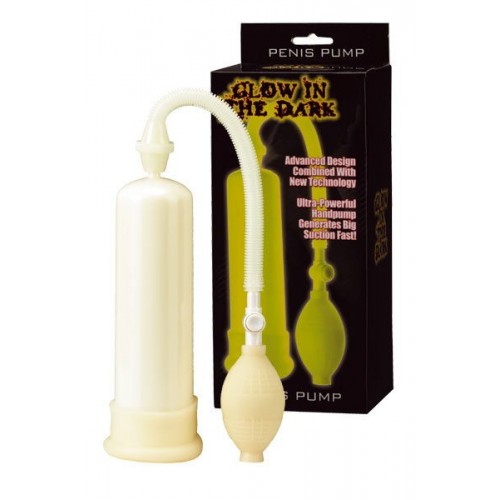 PENIS PUMP
GLOW IN
THE DARK
Advanced Design
Combined With
New Technology
Ultra-Powerful
Handpump
Generates Big
Suction Fast!
NIS PUMP